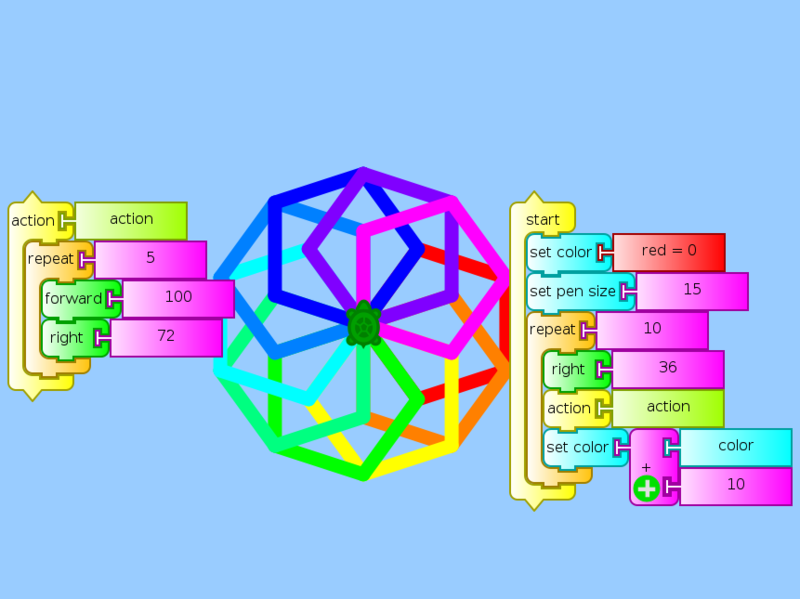 action action
repeat 5
forward 100
right 72
start
set color red = 0
set pen size 15
repeat 10
right 36
action action
set color + color
10